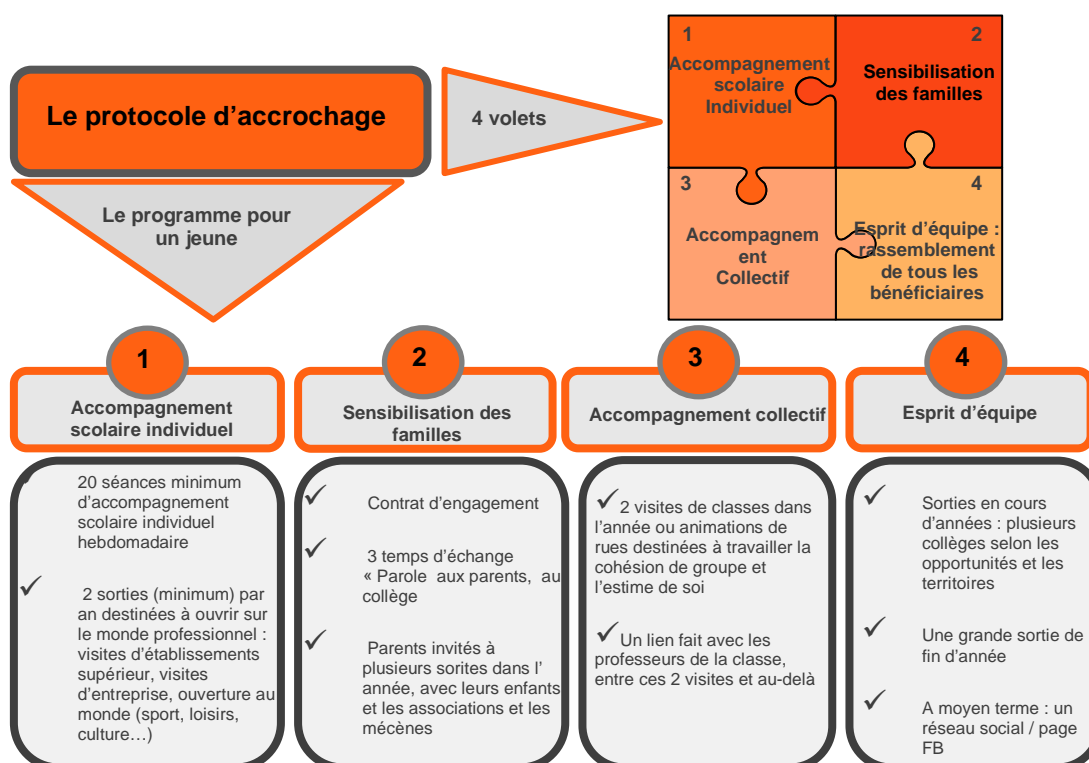 Le protocole d’accrochage
4 volets
1
Accompagnement
scolaire
Individuel
2
Sensibilisation
des familles
3
Accompagnem
ent
Collectif
4
Esprit d’équipe :
rassemblement
de tous les
bénéficiaires
Le programme pour
un jeune
1
Accompagnement
scolaire individuel
✓ 20 séances minimum
d’accompagnement
scolaire individuel
hebdomadaire
✓ 2 sorties (minimum) par
an destinées à ouvrir sur
le monde professionnel :
visites d’établissements
supérieur, visites
d’entreprise, ouverture au
monde (sport, loisirs,
culture…)
2
Sensibilisation des
familles
✓ Contrat d’engagement
✓ 3 temps d’échange
« Parole aux parents, au
collège
✓ Parents invités à
plusieurs sorites dans l’
année, avec leurs enfants
et les associations et les
mécènes
3
Accompagnement collectif
✓ 2 visites de classes dans
l’année ou animations de
rues destinées à travailler la
cohésion de groupe et
l’estime de soi
✓ Un lien fait avec les
professeurs de la classe,
entre ces 2 visites et au-delà
4
Esprit d’équipe
✓ Sorties en cours
d’années : plusieurs
collèges selon les
opportunités et les
territoires
✓ Une grande sortie de
fin d’année
✓ A moyen terme : un
réseau social / page
FB